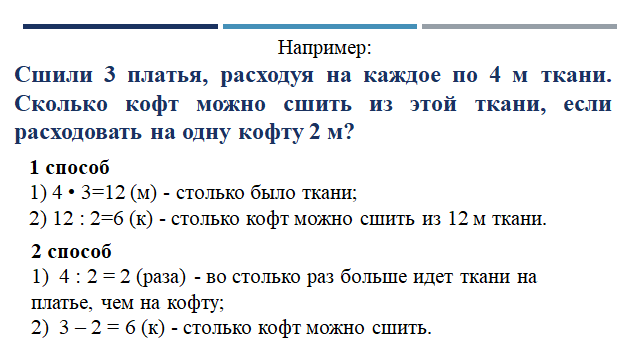 Например:
Сшили 3 платья, расходуя на каждое по 4 м ткани.
Сколько кофт можно сшить из этой ткани, если
расходовать на одну кофту 2 м?
1 способ
1) 4 • 3=12 (м) - столько было ткани;
2) 12 : 2=6 (к) - столько кофт можно сшить из 12 м ткани.
2 способ
1) 4 : 2 = 2 (раза) - во столько раз больше идет ткани на
платье, чем на кофту;
2) 3 – 2 = 6 (к) - столько кофт можно сшить.